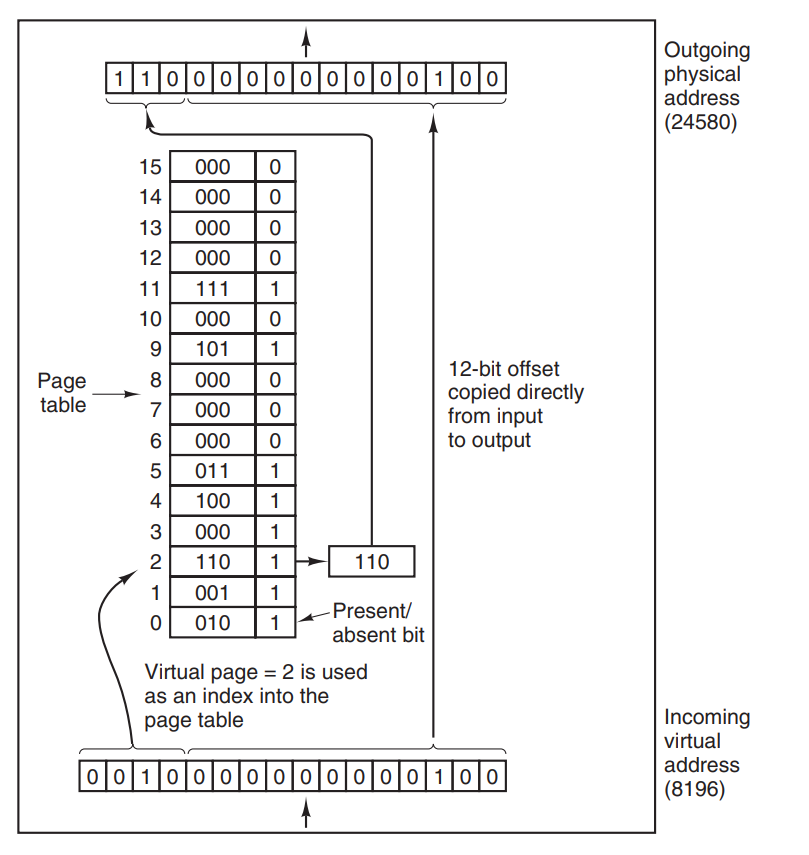 Outgoing
physical
address
(24580)
1 1 0 0 0 0 0 0 0 0 0 0 1 0 0
15 000 0
14 000 0
13 000 0
12 000 0
11 111 1
10 000 0
9 101 1
8 000 0
7 000 0
6 000 0
5 011 1
4 100 1
3 000 1
2 110 1 110
1 001 1
0 010 1
Page
table
12-bit offset
copied directly
from input
to output
Present/
absent bit
Virtual page = 2 is used
as an index into the
page table
0 0 1 0 0 0 0 0 0 0 0 0 0 1 0 0
Incoming
virtual
address
(8196)